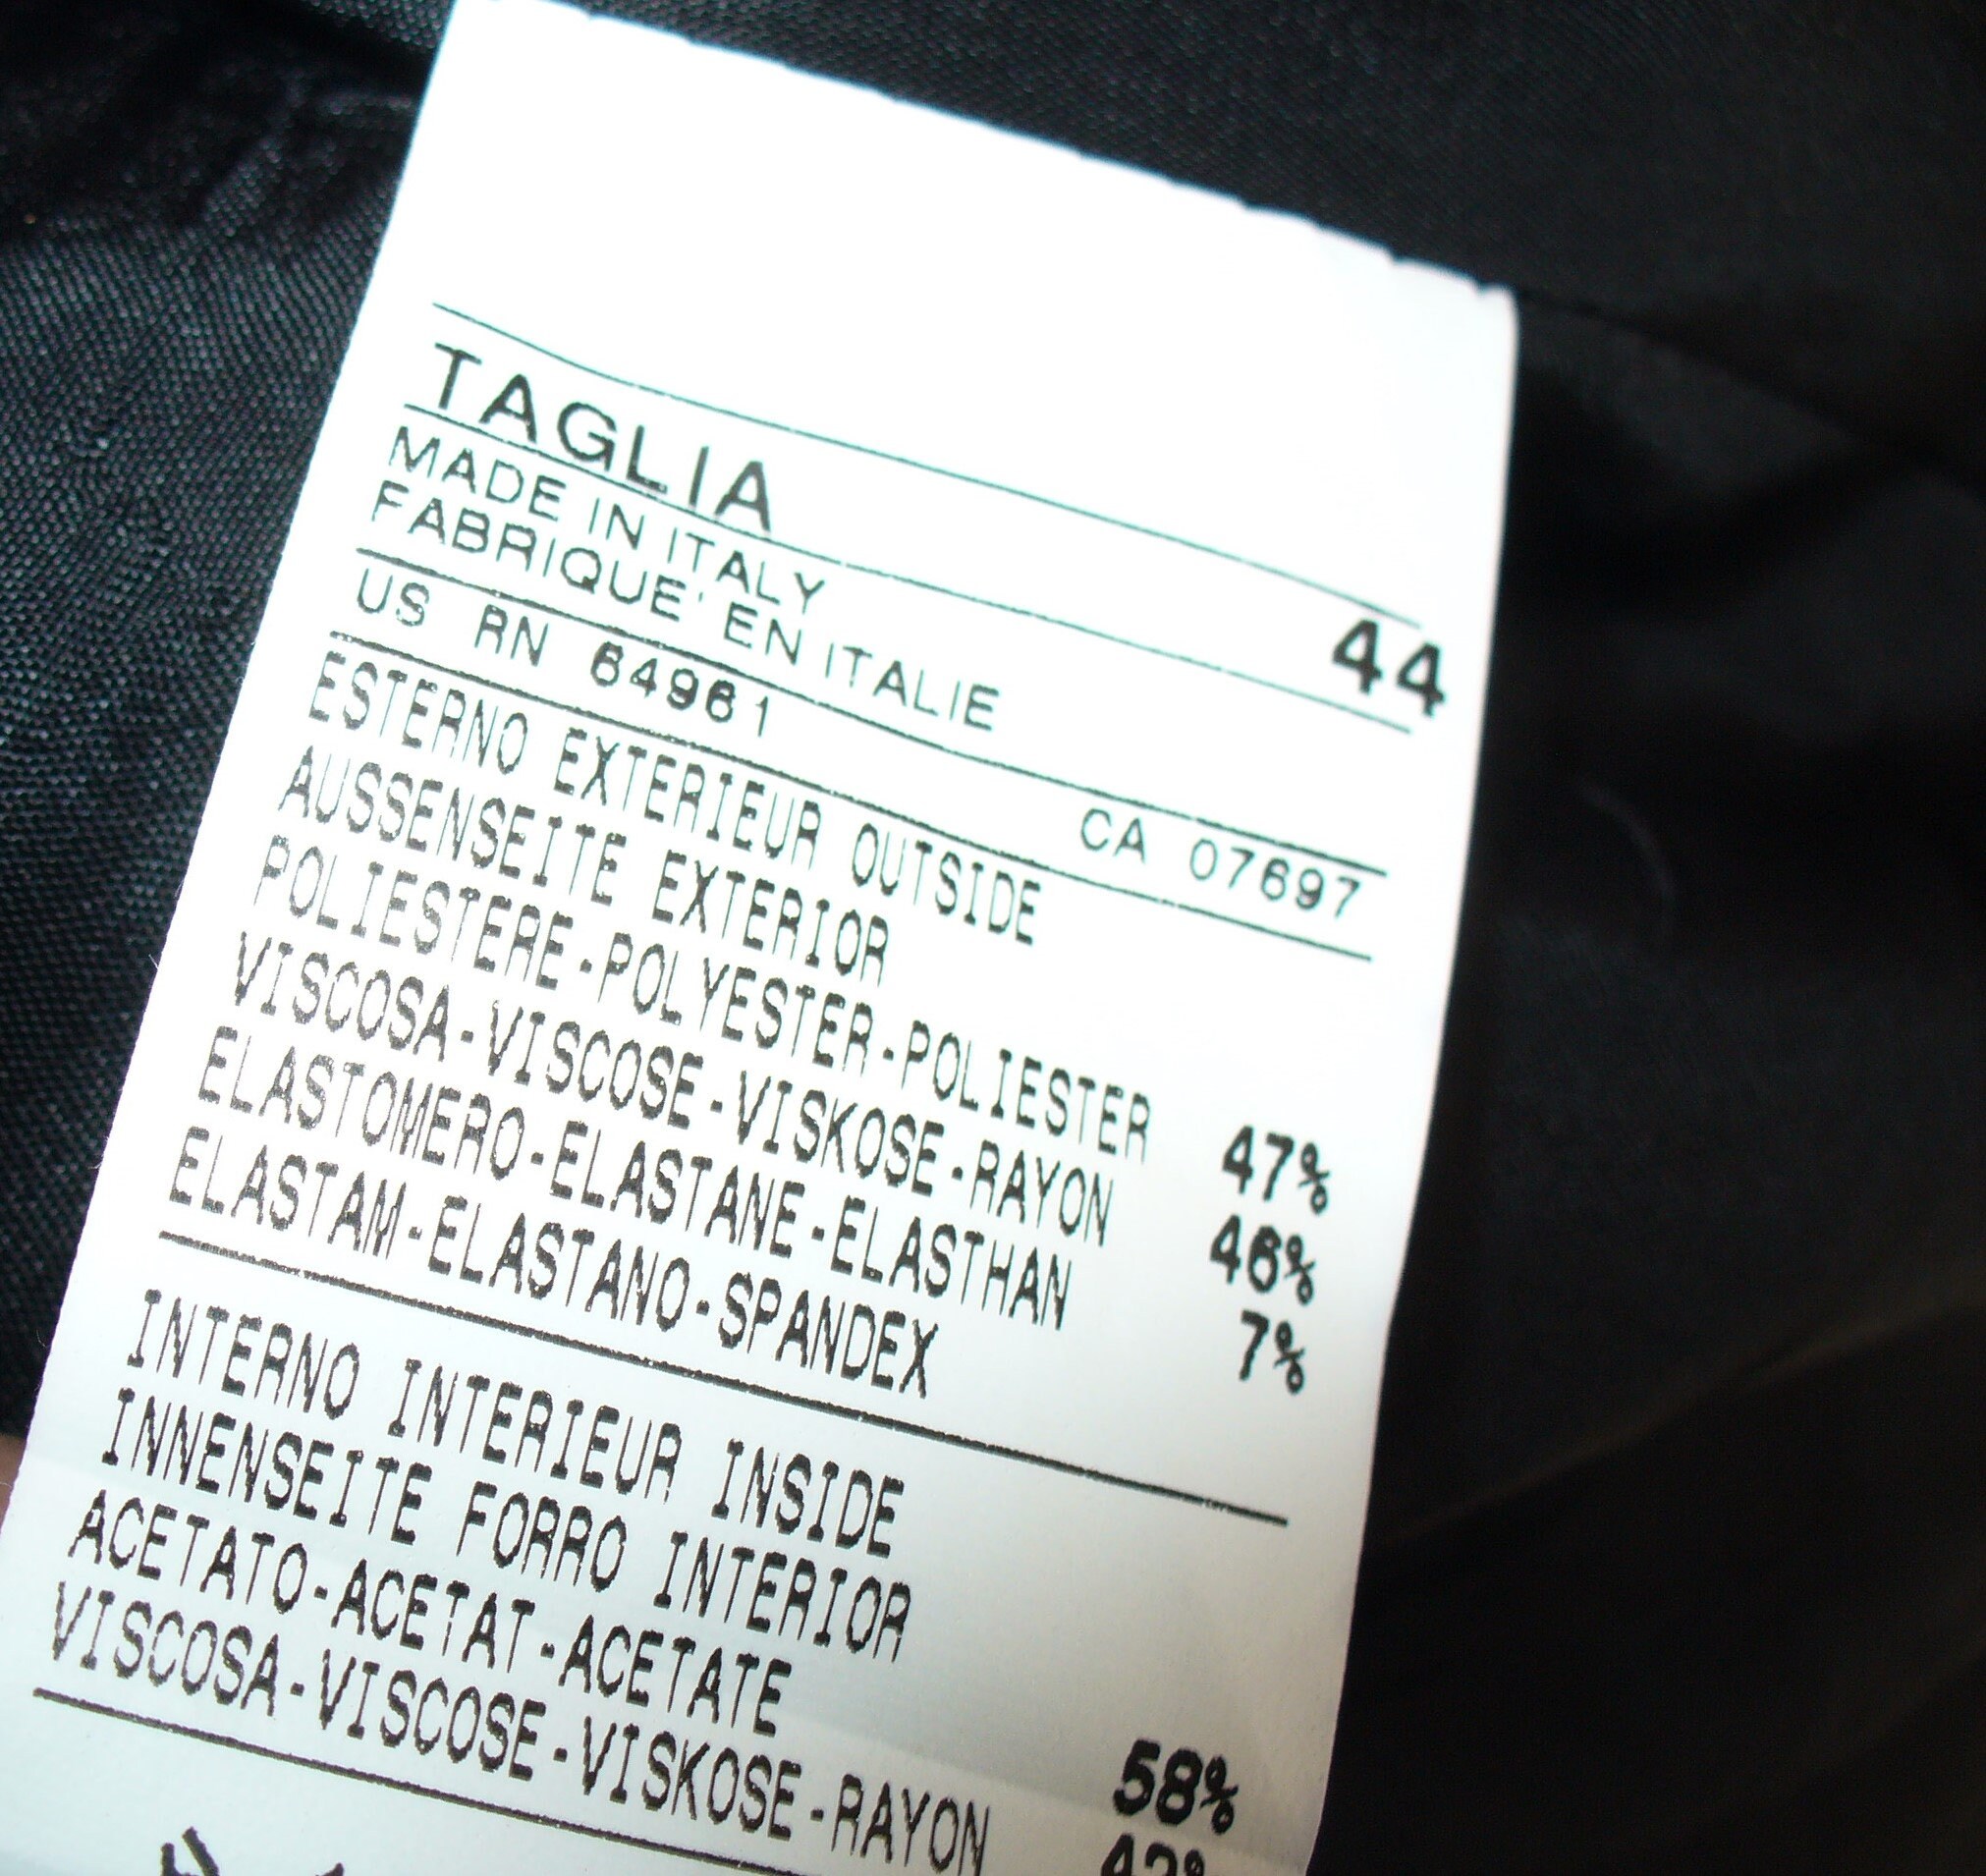 TAGLIA 44
MADE IN ITALY
FABRIQUE' EN ITALIE
US RN 64961 CA 07697
ESTERNO EXTERIEUR OUTSIDE
AUSSENSEITE EXTERIOR
POLIESTERE-POLYESTER-POLIESTER 47%
VISCOSA-VISCOSE-VISKOSE-RAYON 46%
ELASTOMERO-ELASTANE-ELASTHAN 7%
ELASTAM-ELASTANO-SPANDEX
INTERNO INTERIEUR INSIDE
INNENSEITE FORRO INTERIOR
ACETATO-ACETAT-ACETATE 58%
VISCOSA-VISCOSE-VISKOSE-RAYON 42%